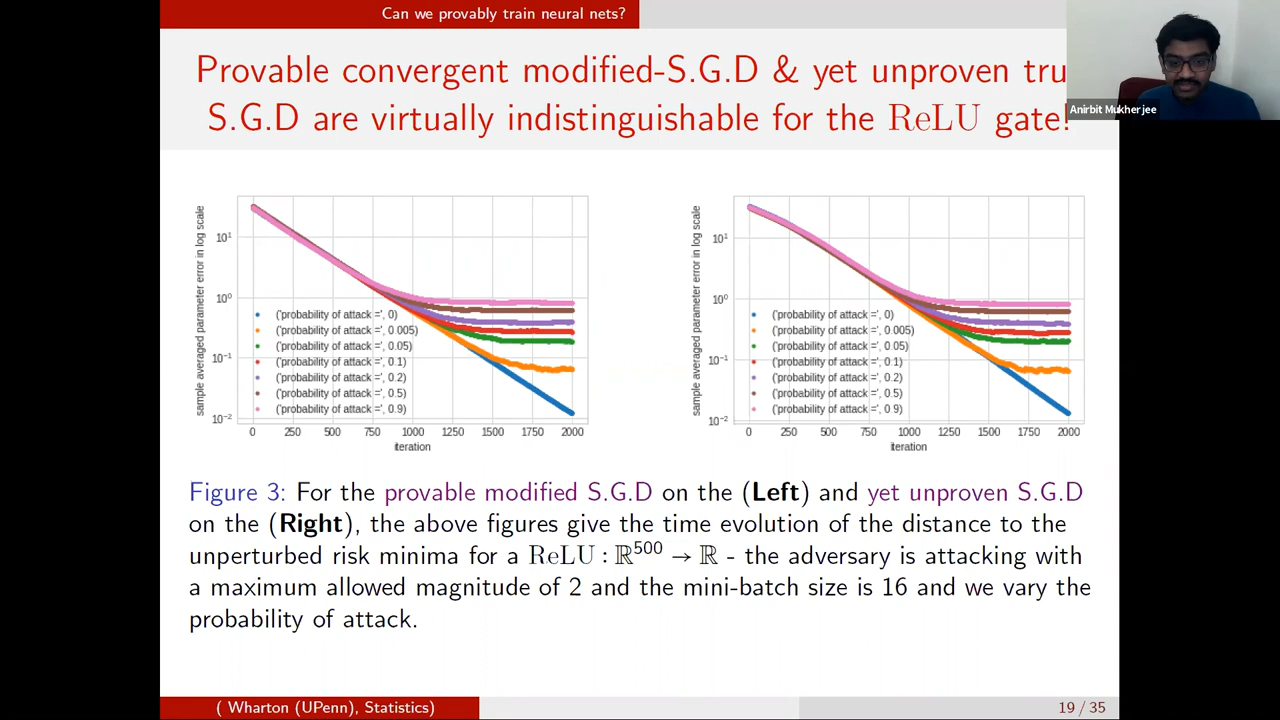 Can we provably train neural nets?
Provable convergent modified-S.G.D & yet unproven tru
S.G.D are virtually indistinguishable for the ReLU gate!
Anirbit Mukherjee
sample averaged parameter error in log scale
10¹
10⁰
10⁻¹
10⁻²
('probability of attack =', 0)
('probability of attack =', 0.005)
('probability of attack =', 0.05)
('probability of attack =', 0.1)
('probability of attack =', 0.2)
('probability of attack =', 0.5)
('probability of attack =', 0.9)
0 250 500 750 1000 1250 1500 1750 2000
iteration
sample averaged parameter error in log scale
10¹
10⁰
10⁻¹
10⁻²
('probability of attack =', 0)
('probability of attack =', 0.005)
('probability of attack =', 0.05)
('probability of attack =', 0.1)
('probability of attack =', 0.2)
('probability of attack =', 0.5)
('probability of attack =', 0.9)
0 250 500 750 1000 1250 1500 1750 2000
iteration
Figure 3: For the provable modified S.G.D on the (Left) and yet unproven S.G.D
on the (Right), the above figures give the time evolution of the distance to the
unperturbed risk minima for a ReLU : ℝ⁵⁰⁰ → ℝ - the adversary is attacking with
a maximum allowed magnitude of 2 and the mini-batch size is 16 and we vary the
probability of attack.
( Wharton (UPenn), Statistics)
19 / 35